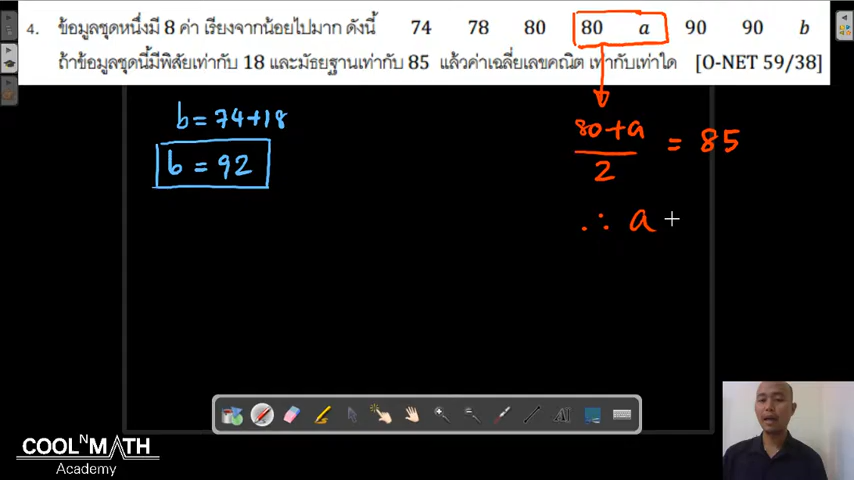 4. ข้อมูลชุดหนึ่งมี 8 ค่า เรียงจากน้อยไปมาก ดังนี้ 74 78 80 80 a 90 90 b
ถ้าข้อมูลชุดนี้มีพิสัยเท่ากับ 18 และมัธยฐานเท่ากับ 85 แล้วค่าเฉลี่ยเลขคณิต เท่ากับเท่าใด [O-NET 59/38]
b = 74+18
b = 92
80+a
2
= 85
∴ a
AI
COOL N MATH
Academy